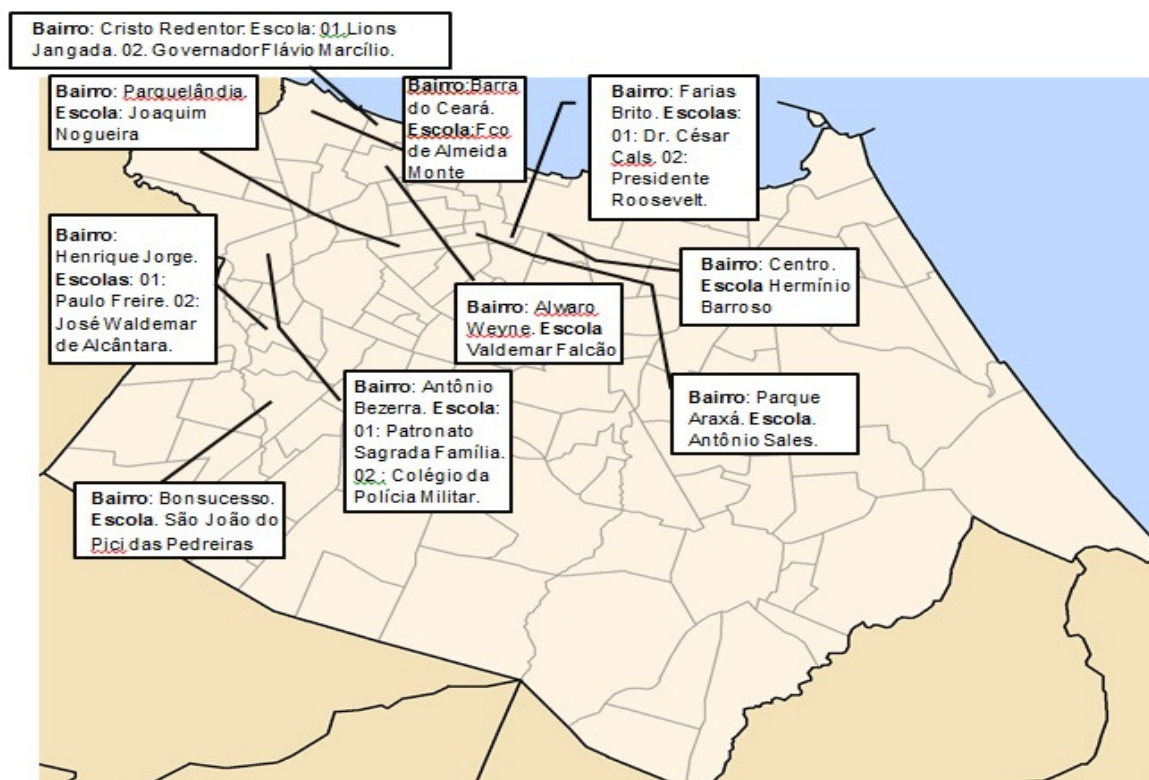 Bairro: Cristo Redentor. Escola: 01.Lions
Jangada. 02. Governador Flávio Marcílio.
Bairro: Parquelândia.
Escola: Joaquim
Nogueira
Bairro:Barra
do Ceará.
Escola:Fco
de Almeida
Monte
Bairro: Farias
Brito. Escolas:
01: Dr. César
Cals. 02:
Presidente
Roosevelt.
Bairro:
Henrique Jorge.
Escolas: 01:
Paulo Freire. 02:
José Waldemar
de Alcântara.
Bairro: Centro.
Escola Hermínio
Barroso
Bairro: Alwaro
Weyne. Escola
Valdemar Falcão
Bairro: Antônio
Bezerra. Escola:
01: Patronato
Sagrada Família.
02 : Colégio da
Polícia Militar.
Bairro: Parque
Araxá. Escola.
Antônio Sales.
Bairro: Bonsucesso.
Escola. São João do
Pici das Pedreiras